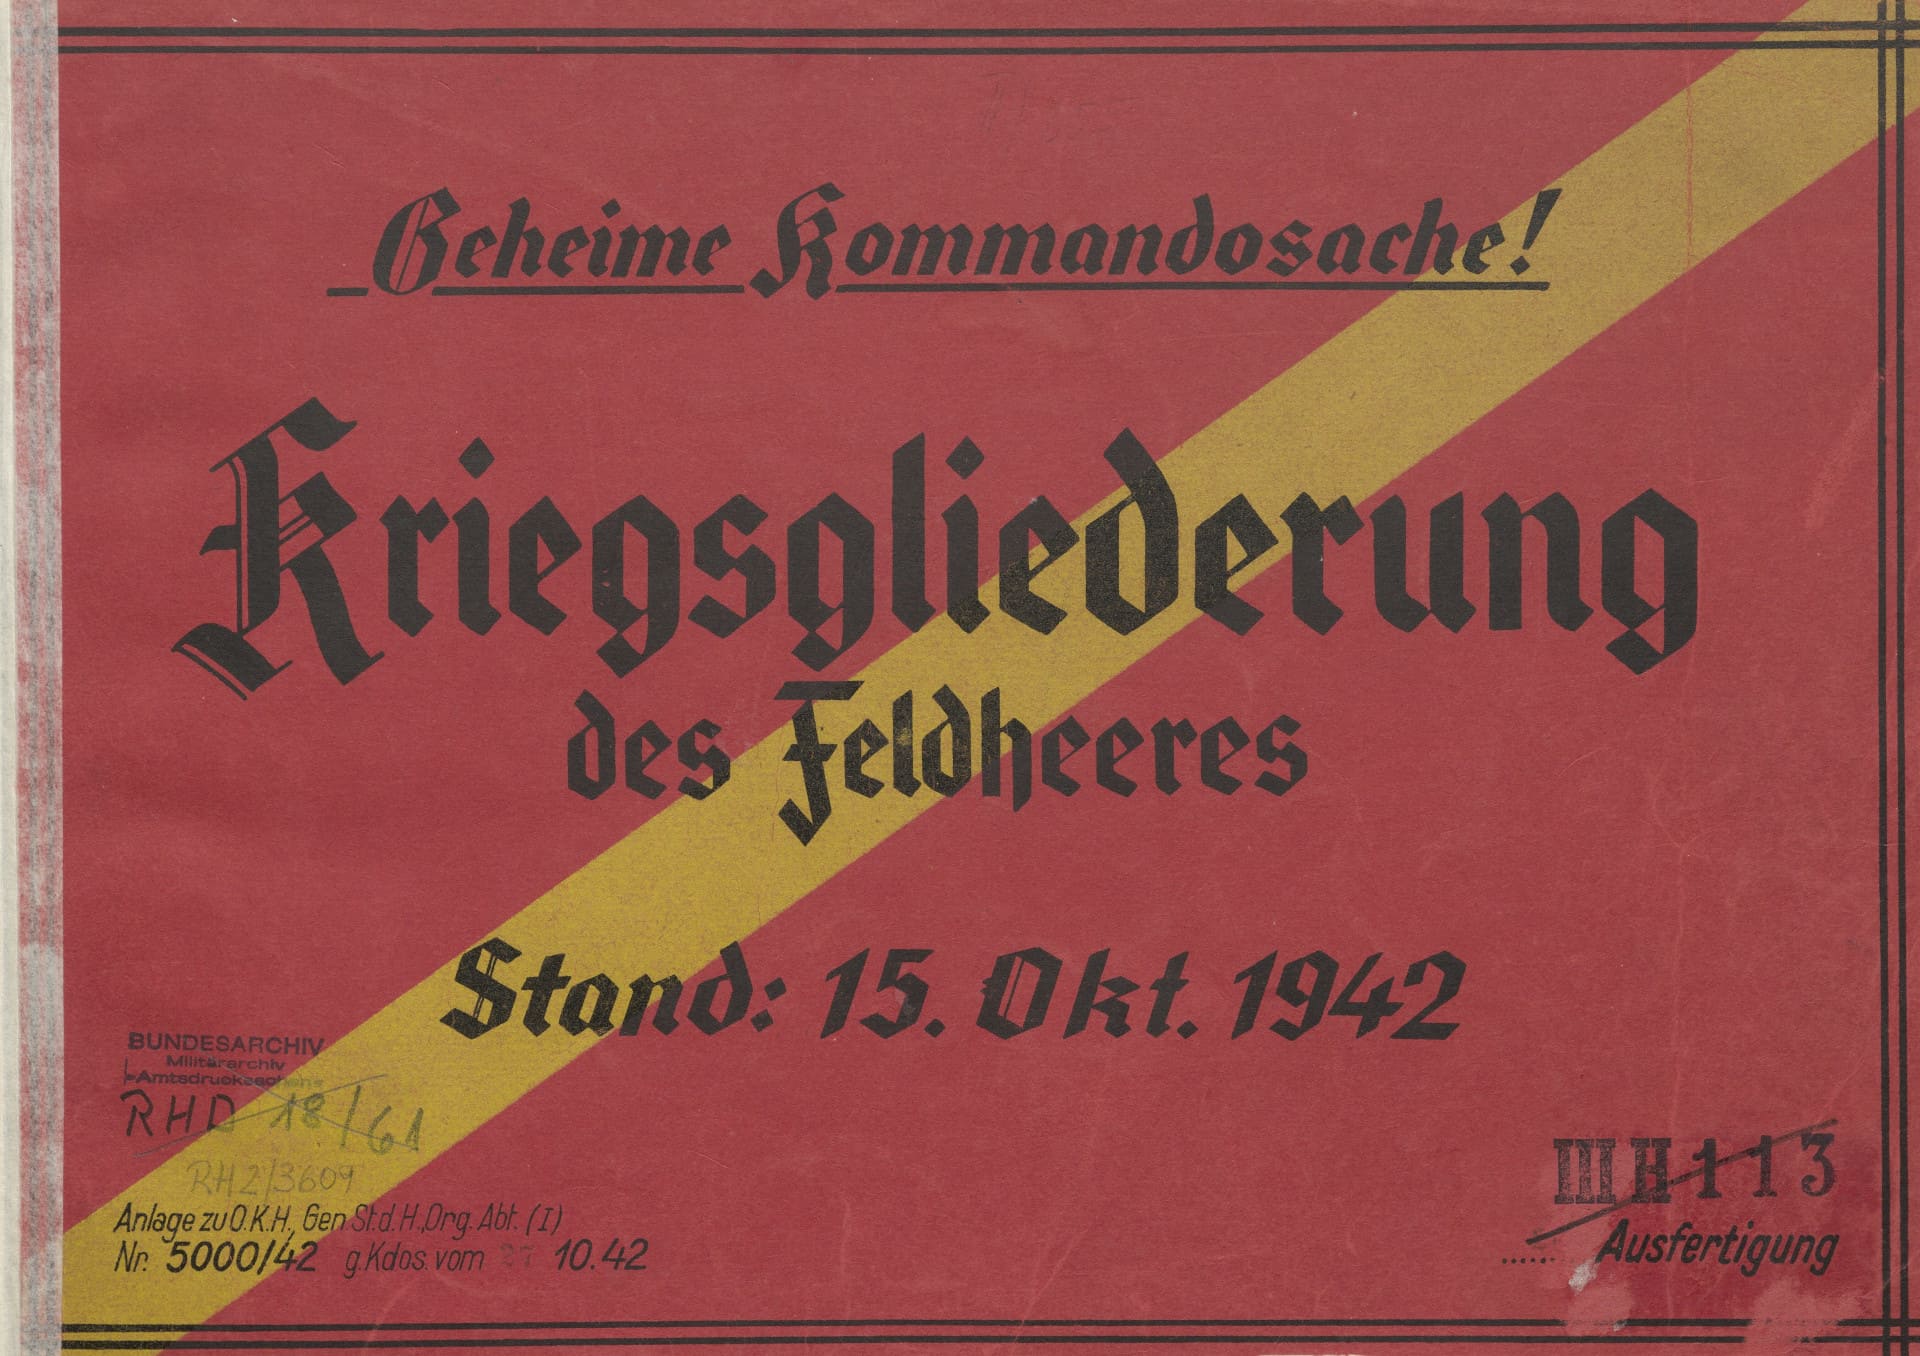 Geheime Kommandosache!
Kriegsgliederung
des Feldheeres
Stand: 15. Okt. 1942
BUNDESARCHIV
Militärarchiv
-Amtsdrucksachen-
RHD 18/61
RH2/3609
Anlage zu O.K.H., Gen St.d.H., Org. Abt. (I)
Nr. 5000/42 g.Kdos. vom 10.42
III H 113
...... Ausfertigung